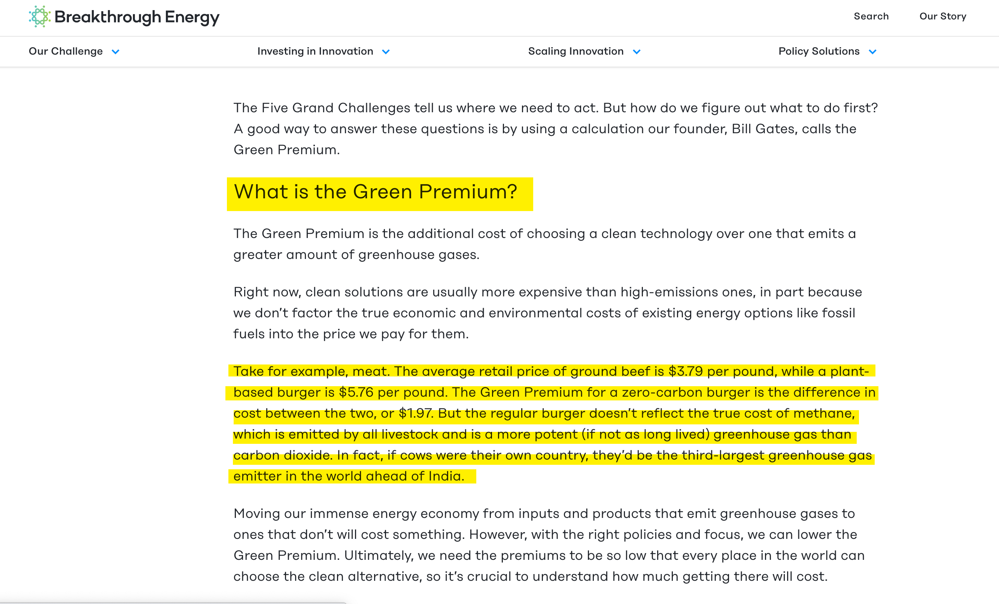 Breakthrough Energy
Search
Our Story
Our Challenge
Investing in Innovation
Scaling Innovation
Policy Solutions
The Five Grand Challenges tell us where we need to act. But how do we figure out what to do first?
A good way to answer these questions is by using a calculation our founder, Bill Gates, calls the
Green Premium.
What is the Green Premium?
The Green Premium is the additional cost of choosing a clean technology over one that emits a
greater amount of greenhouse gases.
Right now, clean solutions are usually more expensive than high-emissions ones, in part because
we don’t factor the true economic and environmental costs of existing energy options like fossil
fuels into the price we pay for them.
Take for example, meat. The average retail price of ground beef is $3.79 per pound, while a plant-
based burger is $5.76 per pound. The Green Premium for a zero-carbon burger is the difference in
cost between the two, or $1.97. But the regular burger doesn’t reflect the true cost of methane,
which is emitted by all livestock and is a more potent (if not as long lived) greenhouse gas than
carbon dioxide. In fact, if cows were their own country, they’d be the third-largest greenhouse gas
emitter in the world ahead of India.
Moving our immense energy economy from inputs and products that emit greenhouse gases to
ones that don’t will cost something. However, with the right policies and focus, we can lower the
Green Premium. Ultimately, we need the premiums to be so low that every place in the world can
choose the clean alternative, so it’s crucial to understand how much getting there will cost.